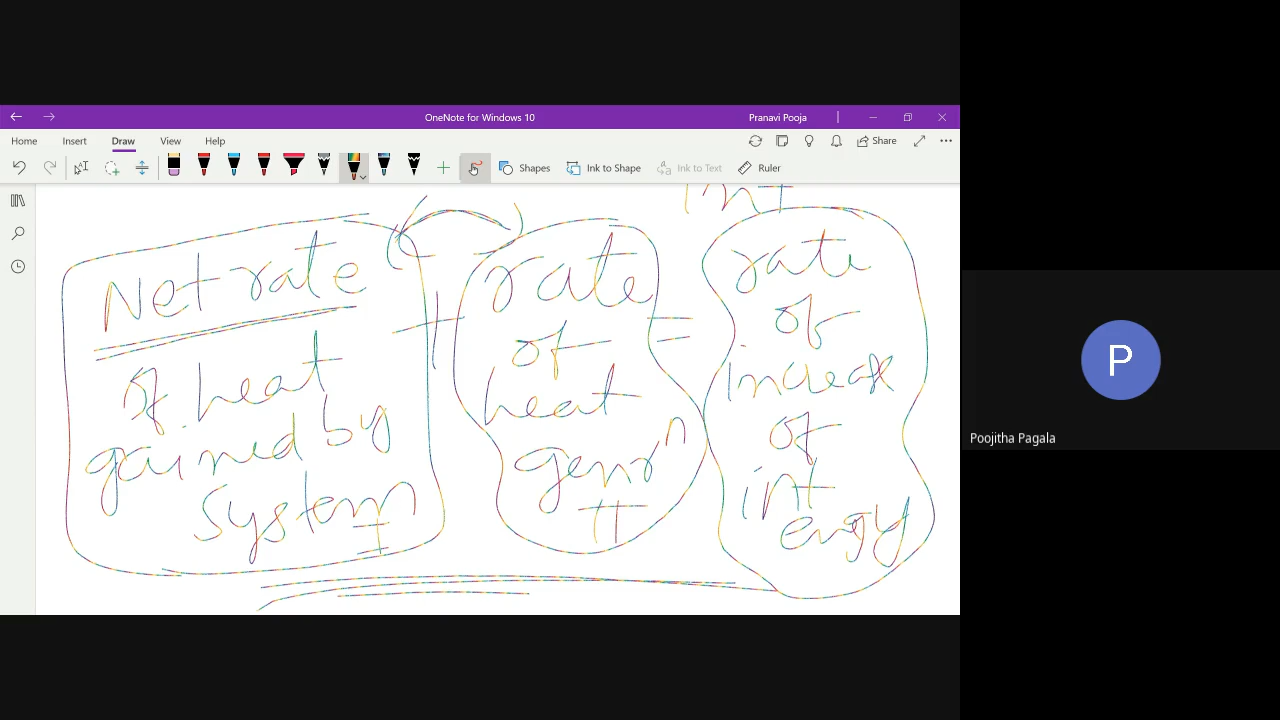 OneNote for Windows 10
Pranavi Pooja
Home Insert Draw View Help
Share
Shapes Ink to Shape Ink to Text Ruler
int
Net rate
of heat
gained by
system
+
rate
of
heat
genr^n
=
rate
of
increase
of
int
engy
P
Poojitha Pagala